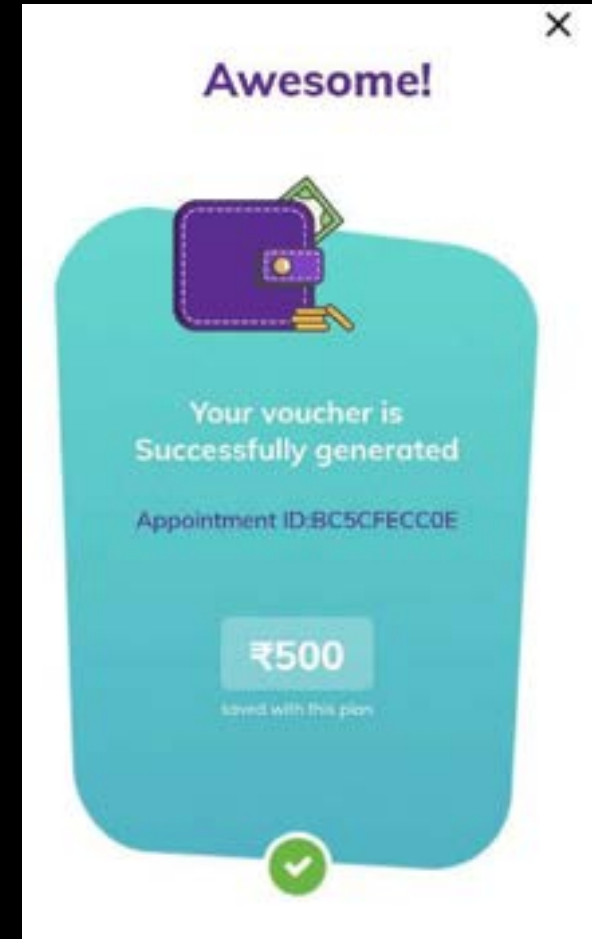 Awesome!
Your voucher is
Successfully generated
Appointment ID:BC5CFECC0E
₹500
saved with this plan